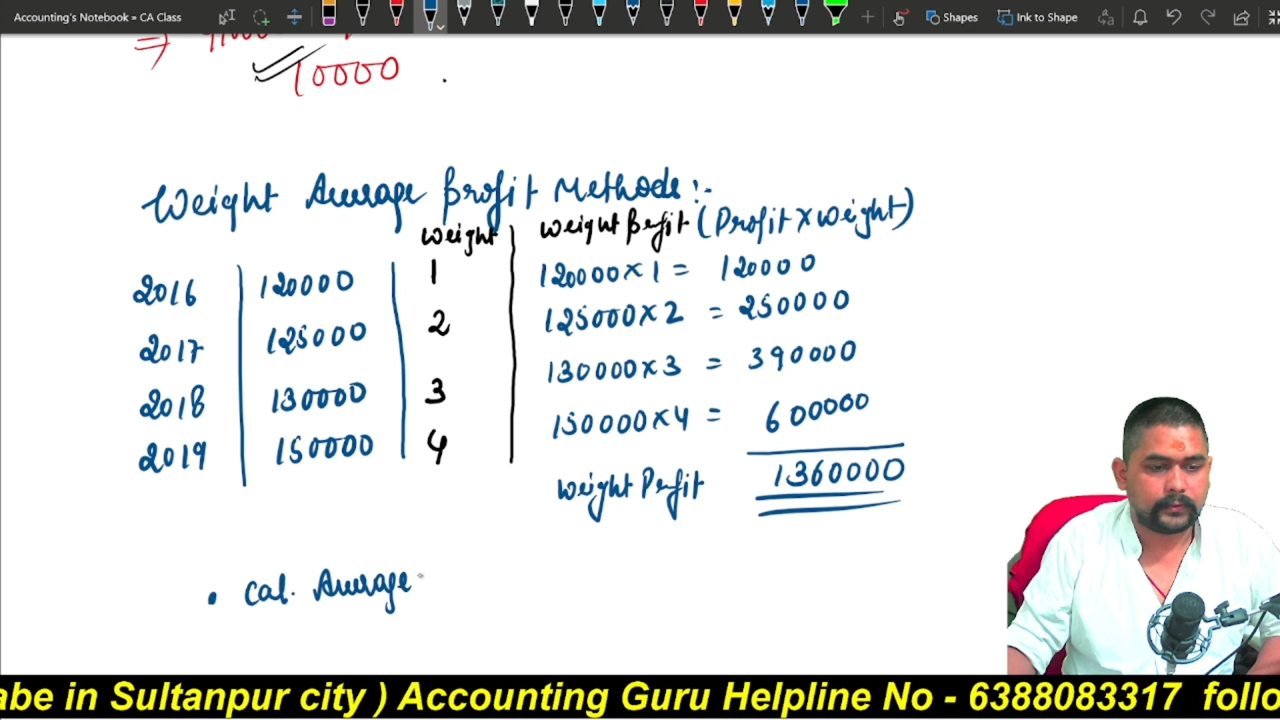 Accounting's Notebook » CA Class
Shapes
Ink to Shape
10000
Weight Average Profit Methode:-
Weight
Weight Profit (Profit x Weight)
2016 120000 1 120000 x 1 = 120000
2017 125000 2 125000 x 2 = 250000
2018 130000 3 130000 x 3 = 390000
2019 150000 4 150000 x 4 = 600000
Weight Profit 1360000
• Cal. Average
abe in Sultanpur city ) Accounting Guru Helpline No - 6388083317 follo